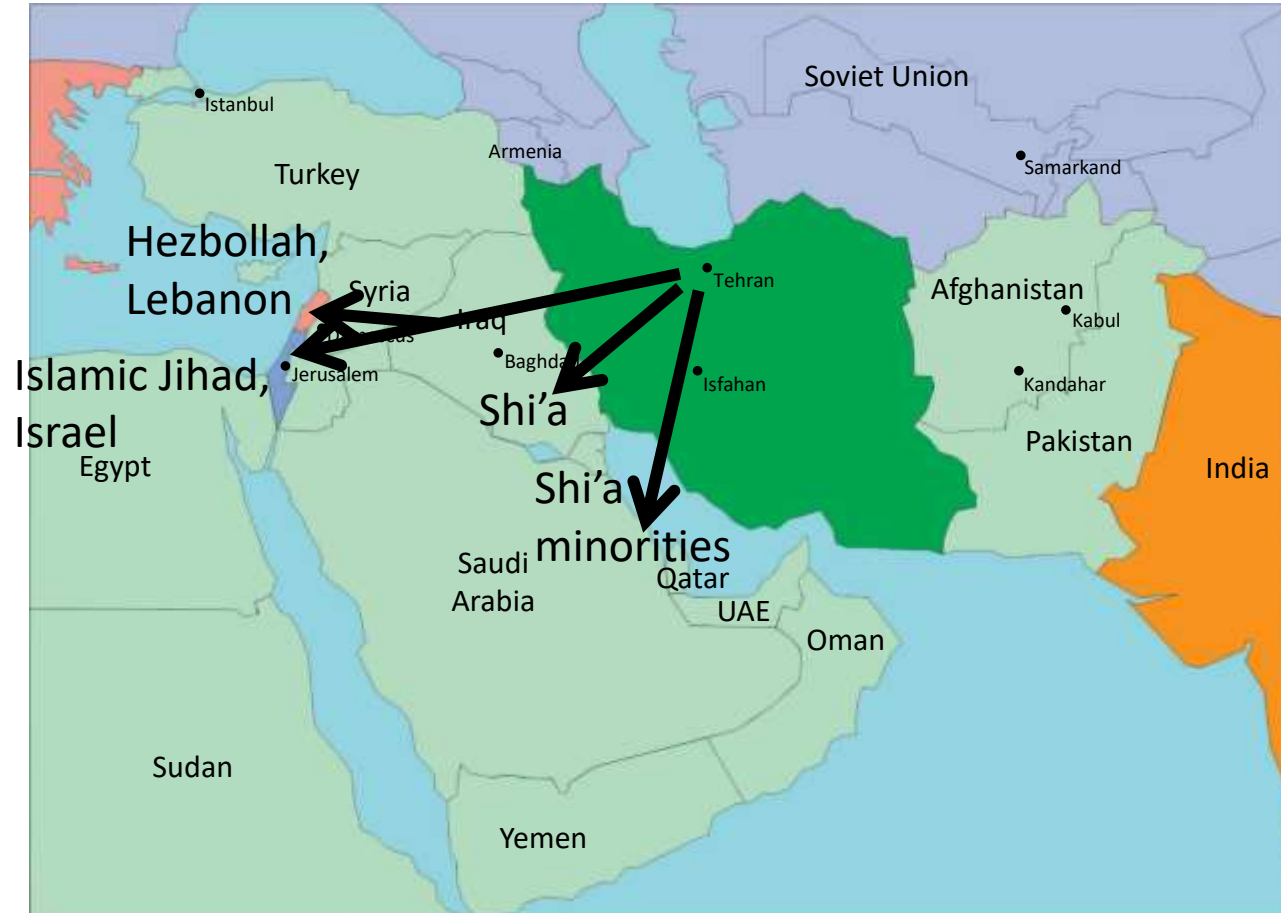 Soviet Union
Istanbul
Armenia
Samarkand
Turkey
Hezbollah,
Lebanon
Syria
Tehran
Afghanistan
Iraq
Kabul
Baghdad
Islamic Jihad,
Israel
Jerusalem
Isfahan
Kandahar
Shi’a
Pakistan
Egypt
India
Shi’a
minorities
Saudi
Arabia
Qatar
UAE
Oman
Sudan
Yemen